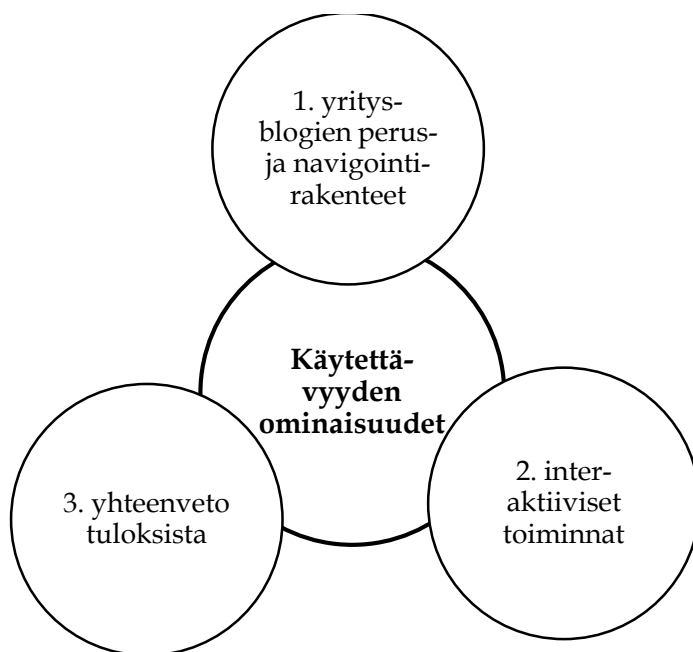 1. yritys-
blogien perus-
ja navigointi-
rakenteet
Käytettä-
vyyden
ominaisuudet
2. inter-
aktiiviset
toiminnat
3. yhteenveto
tuloksista